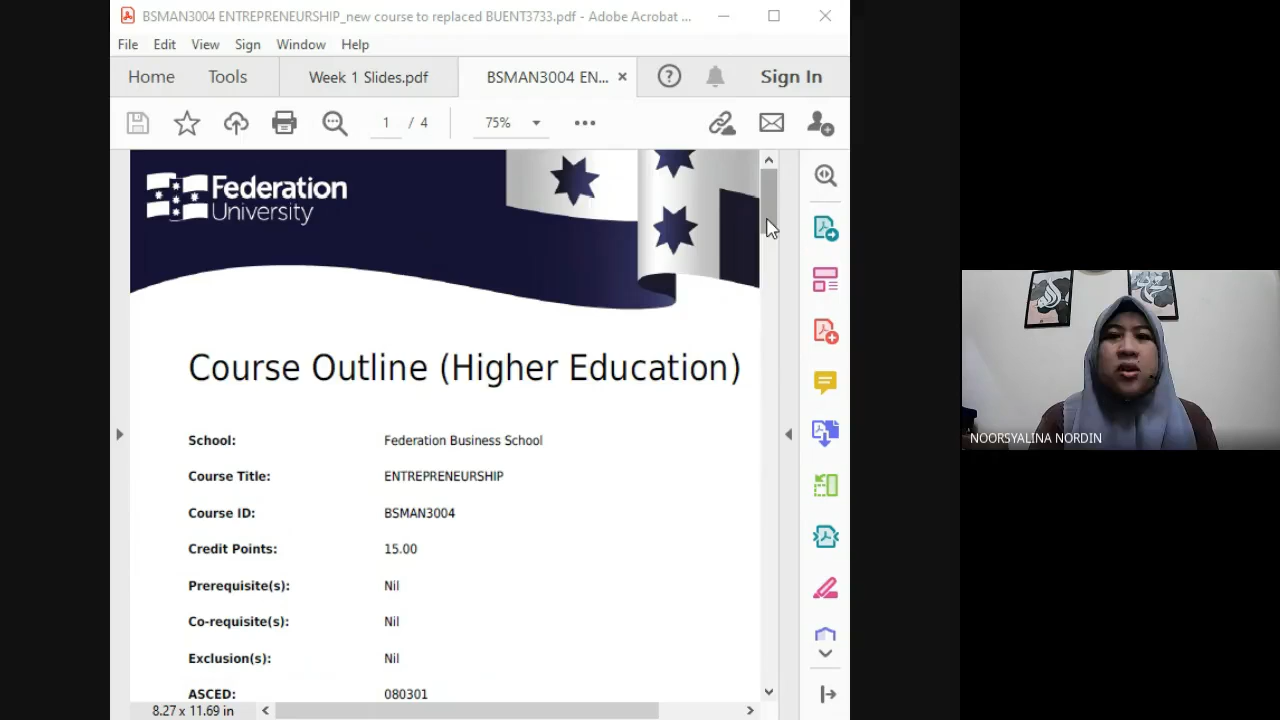 BSMAN3004 ENTREPRENEURSHIP_new course to replaced BUENT3733.pdf - Adobe Acrobat ...
File Edit View Sign Window Help
Home Tools Week 1 Slides.pdf BSMAN3004 EN... Sign In
1 / 4 75%
Federation
University
Course Outline (Higher Education)
School: Federation Business School
Course Title: ENTREPRENEURSHIP
Course ID: BSMAN3004
Credit Points: 15.00
Prerequisite(s): Nil
Co-requisite(s): Nil
Exclusion(s): Nil
ASCED: 080301
8.27 x 11.69 in
NOORSYALINA NORDIN